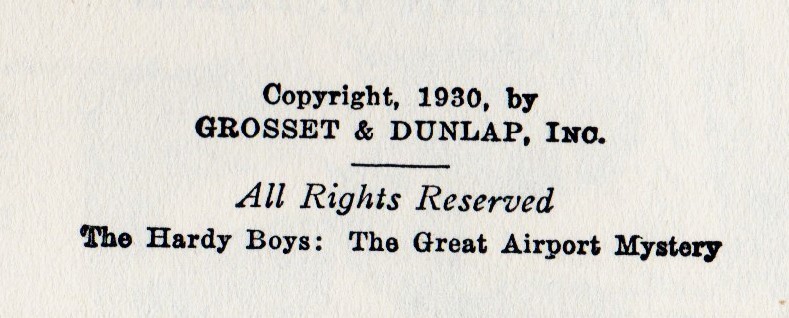 Copyright, 1930, by
GROSSET & DUNLAP, INC.
All Rights Reserved
The Hardy Boys: The Great Airport Mystery